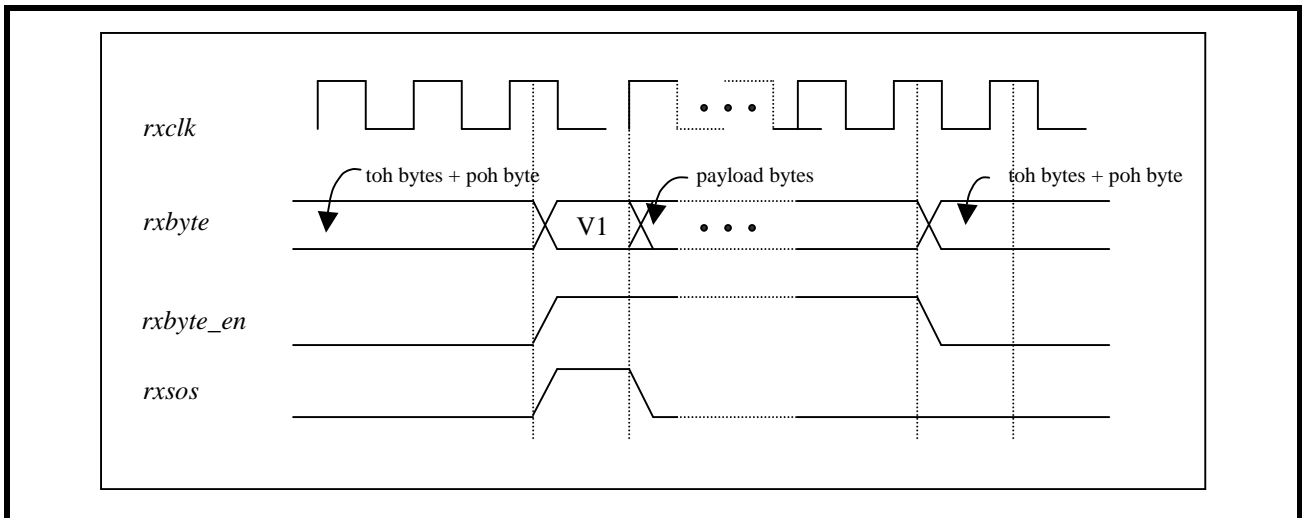 rxclk
toh bytes + poh byte
payload bytes
toh bytes + poh byte
rxbyte
V1
rxbyte_en
rxsos